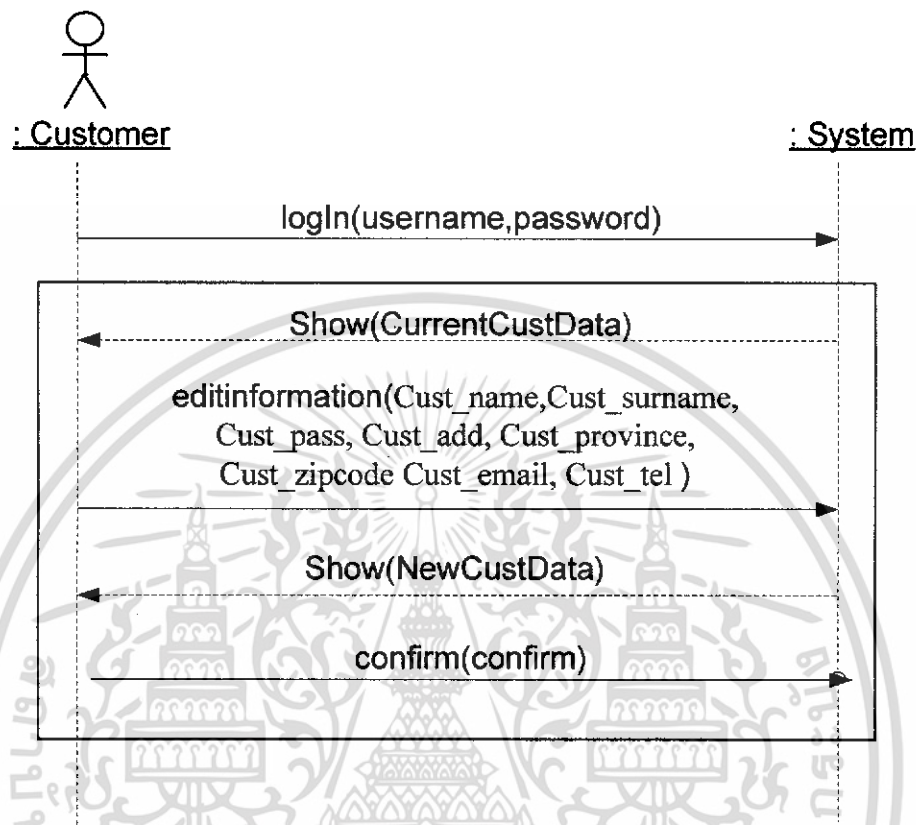 : Customer
: System
logIn(username,password)
Show(CurrentCustData)
editinformation(Cust_name,Cust_surname,
Cust_pass, Cust_add, Cust_province,
Cust_zipcode Cust_email, Cust_tel )
Show(NewCustData)
confirm(confirm)